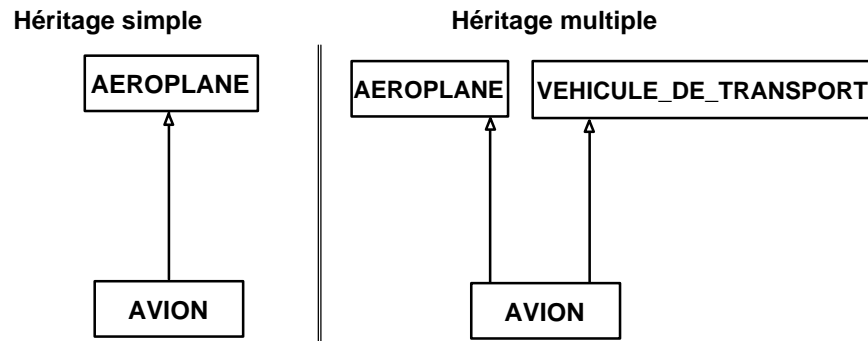 Héritage simple
Héritage multiple
AEROPLANE
AEROPLANE
VEHICULE_DE_TRANSPORT
AVION
AVION